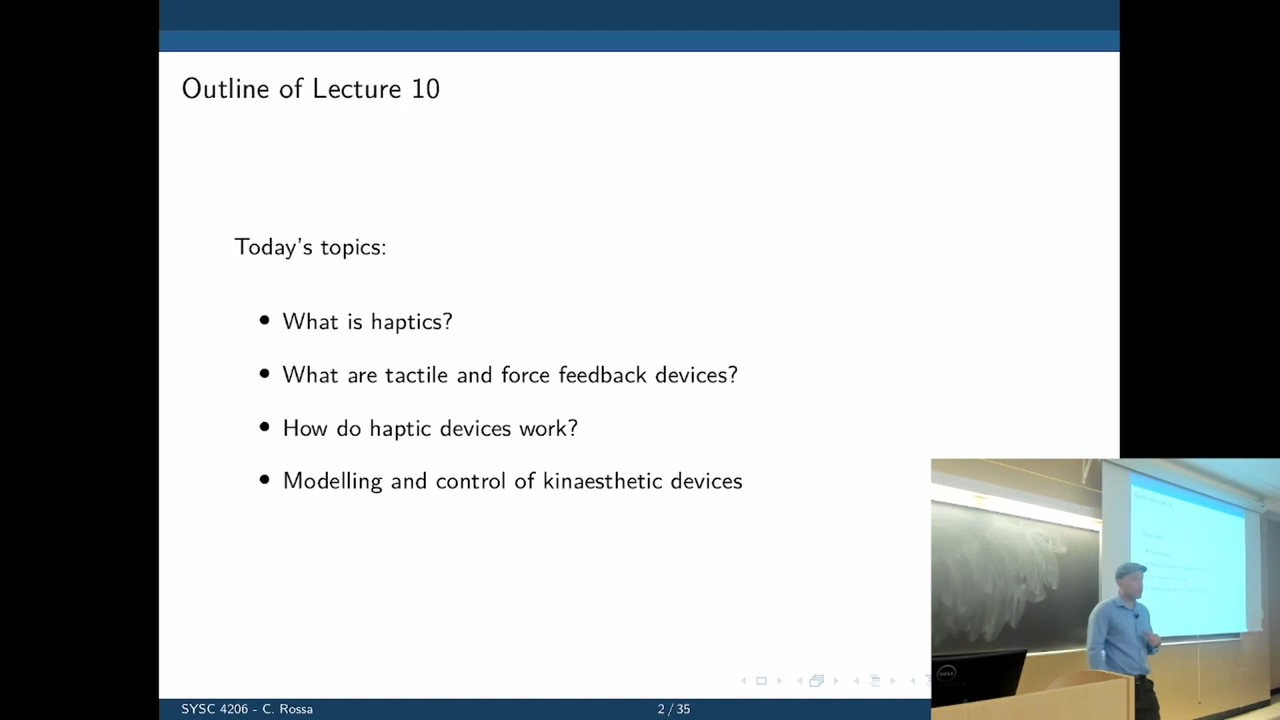 Outline of Lecture 10
Today's topics:
• What is haptics?
• What are tactile and force feedback devices?
• How do haptic devices work?
• Modelling and control of kinaesthetic devices
SYSC 4206 - C. Rossa
2 / 35
DELL